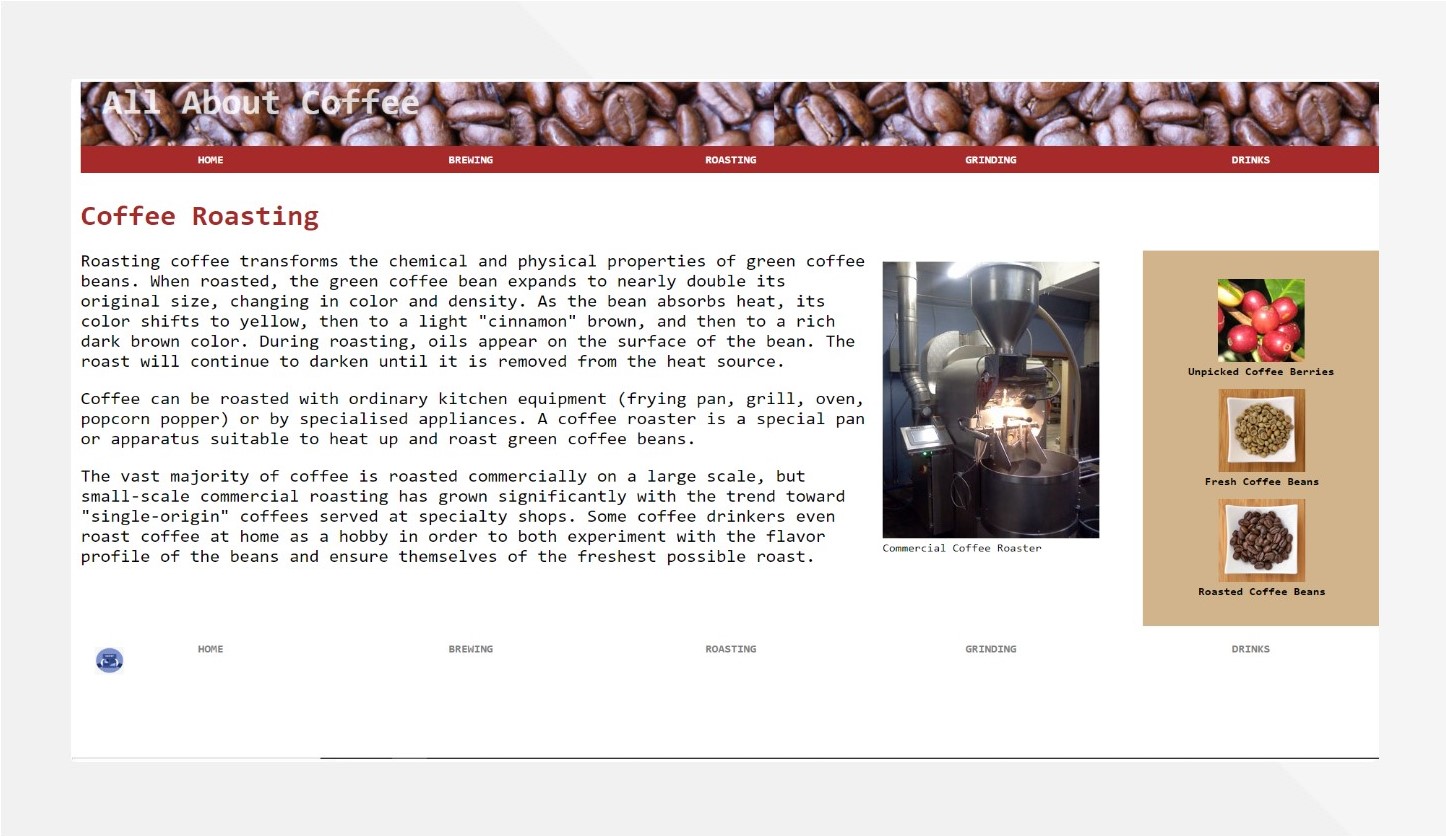 All About Coffee
HOME BREWING ROASTING GRINDING DRINKS
Coffee Roasting
Roasting coffee transforms the chemical and physical properties of green coffee
beans. When roasted, the green coffee bean expands to nearly double its
original size, changing in color and density. As the bean absorbs heat, its
color shifts to yellow, then to a light "cinnamon" brown, and then to a rich
dark brown color. During roasting, oils appear on the surface of the bean. The
roast will continue to darken until it is removed from the heat source.
Coffee can be roasted with ordinary kitchen equipment (frying pan, grill, oven,
popcorn popper) or by specialised appliances. A coffee roaster is a special pan
or apparatus suitable to heat up and roast green coffee beans.
The vast majority of coffee is roasted commercially on a large scale, but
small-scale commercial roasting has grown significantly with the trend toward
"single-origin" coffees served at specialty shops. Some coffee drinkers even
roast coffee at home as a hobby in order to both experiment with the flavor
profile of the beans and ensure themselves of the freshest possible roast.
Commercial Coffee Roaster
Unpicked Coffee Berries
Fresh Coffee Beans
Roasted Coffee Beans
HOME BREWING ROASTING GRINDING DRINKS